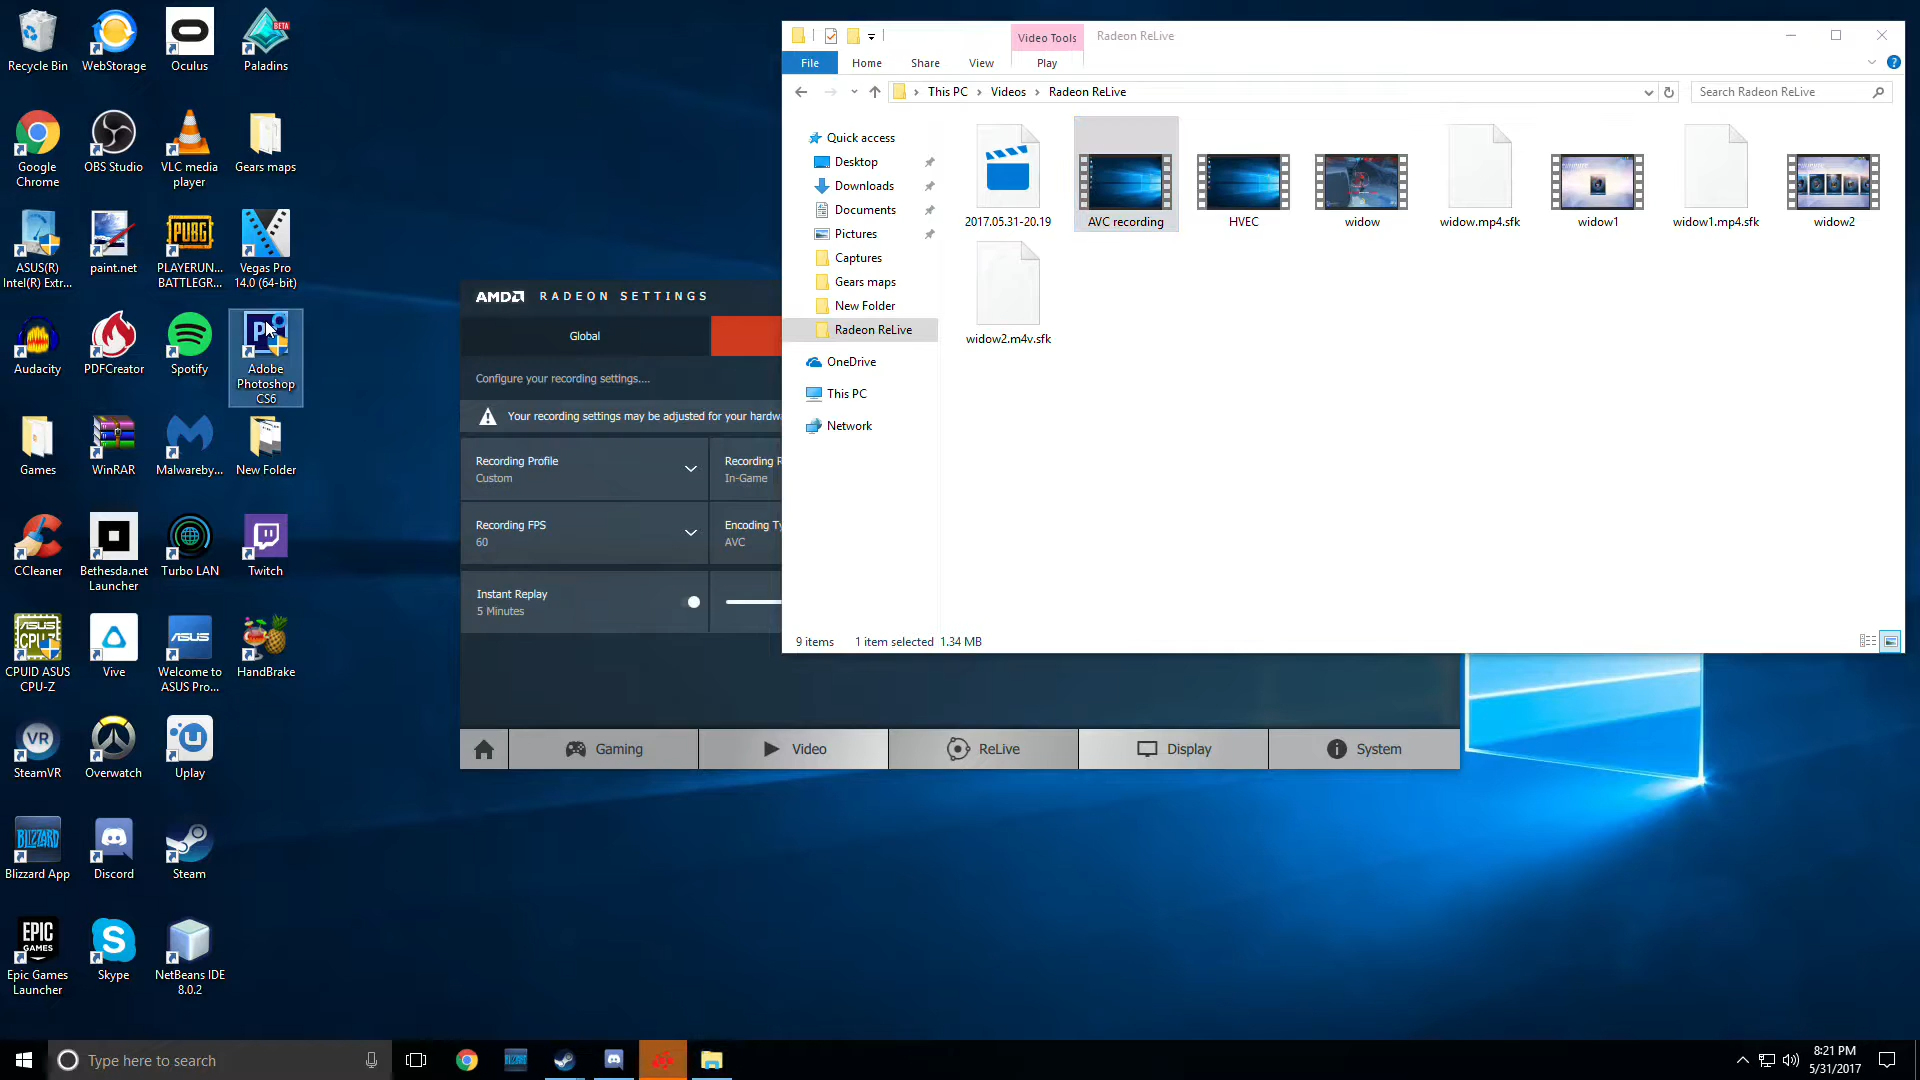 Recycle Bin
WebStorage
Oculus
BETA
Paladins
Google
Chrome
OBS Studio
VLC media
player
Gears maps
ASUS(R)
Intel(R) Extr...
paint.net
PUBG
PLAYERUN...
BATTLEGR...
Vegas Pro
14.0 (64-bit)
Audacity
PDFCreator
Spotify
Adobe
Photoshop
CS6
Games
WinRAR
Malwareby...
New Folder
CCleaner
Bethesda.net
Launcher
Turbo LAN
Twitch
ASUS
CPU-Z
CPUID ASUS
CPU-Z
Vive
ASUS
Welcome to
ASUS Pro...
HandBrake
VR
SteamVR
Overwatch
Uplay
BLIZZARD
Blizzard App
Discord
Steam
EPIC
GAMES
Epic Games
Launcher
Skype
NetBeans IDE
8.0.2
AMD RADEON SETTINGS
Global
Configure your recording settings....
Your recording settings may be adjusted for your hardw
Recording Profile
Custom
Recording R
In-Game
Recording FPS
60
Encoding Ty
AVC
Instant Replay
5 Minutes
Gaming
Video
ReLive
Display
System
Video Tools
Radeon ReLive
File
Home
Share
View
Play
This PC
Videos
Radeon ReLive
Search Radeon ReLive
Quick access
Desktop
Downloads
Documents
Pictures
Captures
Gears maps
New Folder
Radeon ReLive
OneDrive
This PC
Network
2017.05.31-20.19
AVC recording
HVEC
widow
widow.mp4.sfk
widow1
widow1.mp4.sfk
widow2
widow2.m4v.sfk
9 items
1 item selected 1.34 MB
Type here to search
8:21 PM
5/31/2017